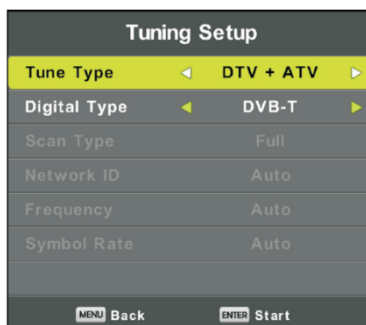 Tuning Setup
Tune Type DTV + ATV
Digital Type DVB-T
Scan Type Full
Network ID Auto
Frequency Auto
Symbol Rate Auto
MENU Back ENTER Start